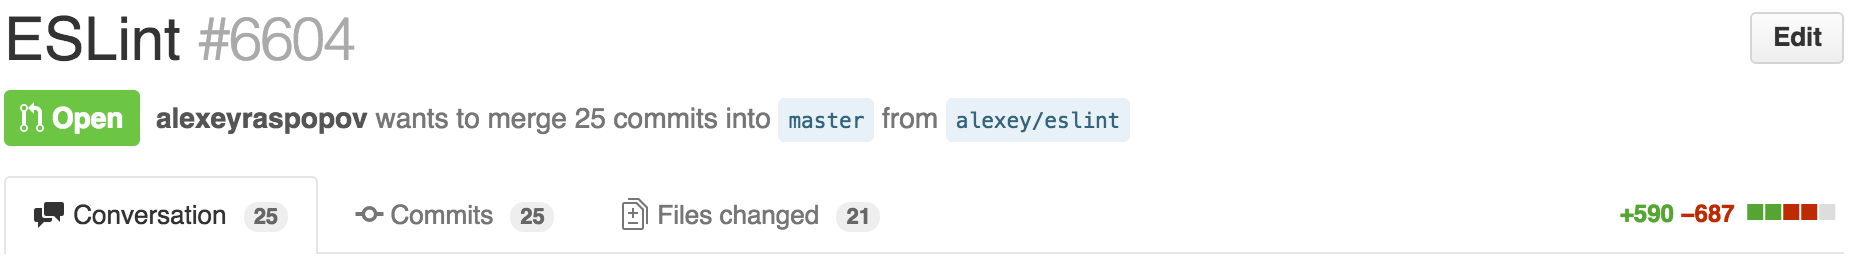 ESLint #6604
Edit
Open alexeyraspopov wants to merge 25 commits into master from alexey/eslint
Conversation 25 Commits 25 Files changed 21 +590 −687